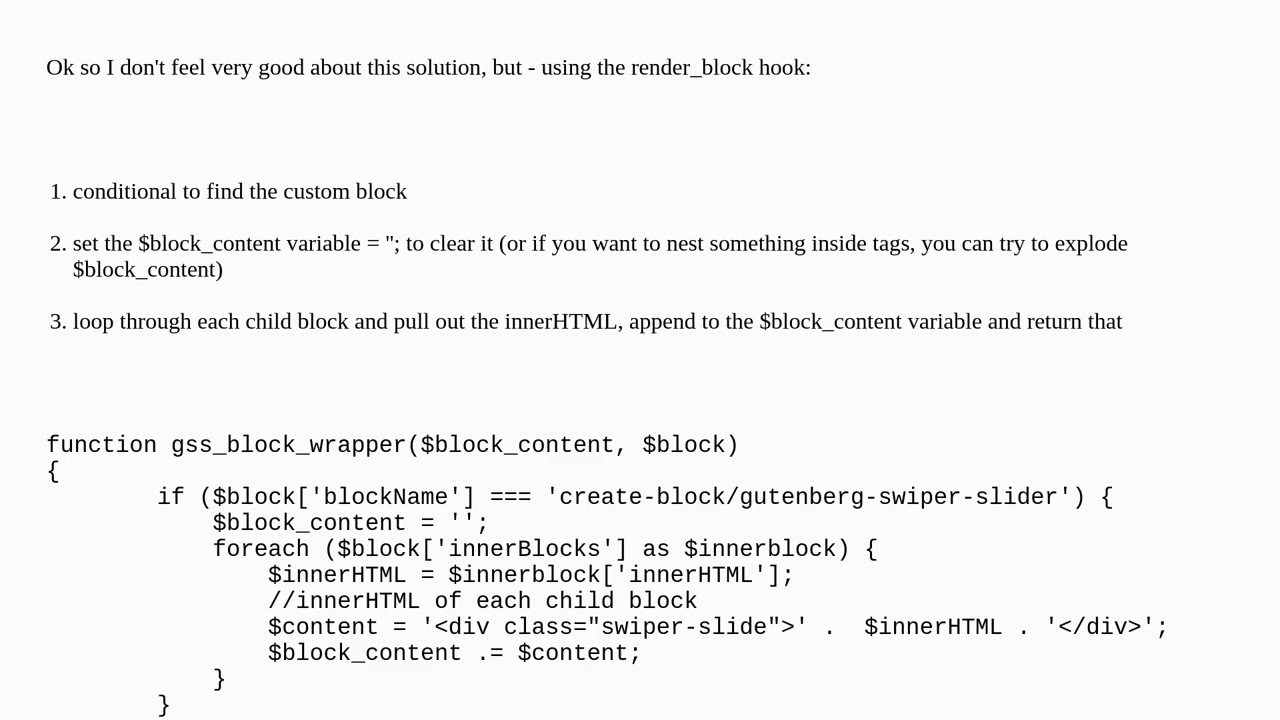 Ok so I don't feel very good about this solution, but - using the render_block hook:
1. conditional to find the custom block
2. set the $block_content variable = ''; to clear it (or if you want to nest something inside tags, you can try to explode
$block_content)
3. loop through each child block and pull out the innerHTML, append to the $block_content variable and return that
function gss_block_wrapper($block_content, $block)
{
        if ($block['blockName'] === 'create-block/gutenberg-swiper-slider') {
            $block_content = '';
            foreach ($block['innerBlocks'] as $innerblock) {
                $innerHTML = $innerblock['innerHTML'];
                //innerHTML of each child block
                $content = '<div class="swiper-slide">' .  $innerHTML . '</div>';
                $block_content .= $content;
            }
        }